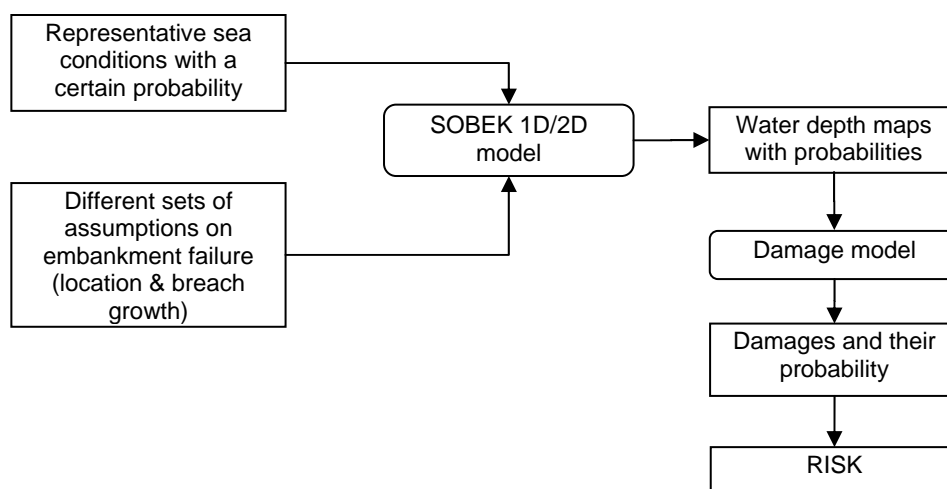 Representative sea
conditions with a
certain probability
SOBEK 1D/2D
model
Water depth maps
with probabilities
Different sets of
assumptions on
embankment failure
(location & breach
growth)
Damage model
Damages and their
probability
RISK